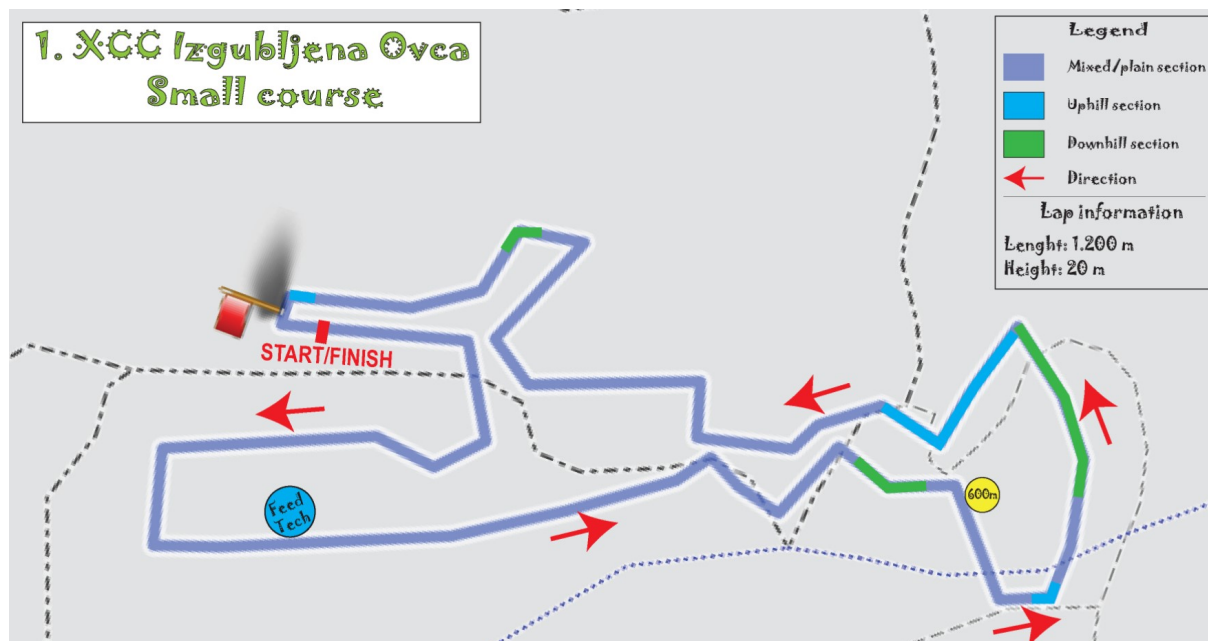 1. XCC Izgubljena Ovca
Small course
Legend
Mixed/plain section
Uphill section
Downhill section
Direction
Lap information
Lenght: 1.200 m
Height: 20 m
START/FINISH
600m
Feed
Tech